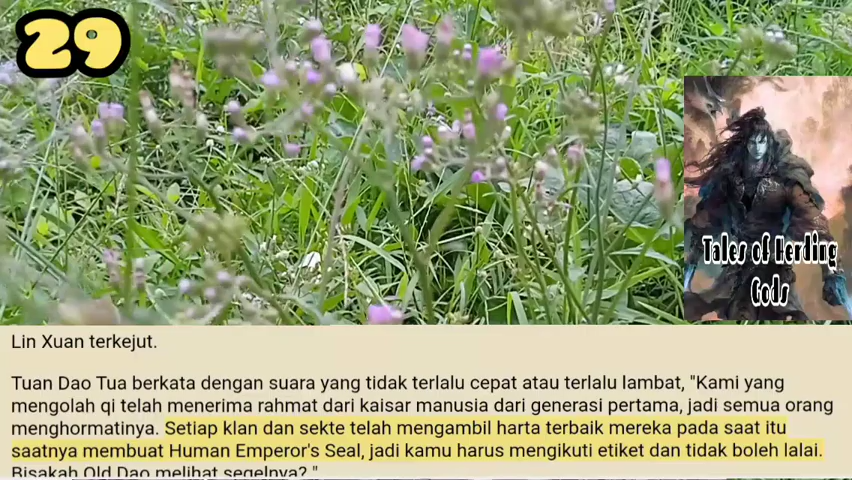 29
Tales of Herding
Gods
Lin Xuan terkejut.
Tuan Dao Tua berkata dengan suara yang tidak terlalu cepat atau terlalu lambat, "Kami yang
mengolah qi telah menerima rahmat dari kaisar manusia dari generasi pertama, jadi semua orang
menghormatinya. Setiap klan dan sekte telah mengambil harta terbaik mereka pada saat itu
saatnya membuat Human Emperor's Seal, jadi kamu harus mengikuti etiket dan tidak boleh lalai.
Bisakah Old Dao melihat segelnya? "